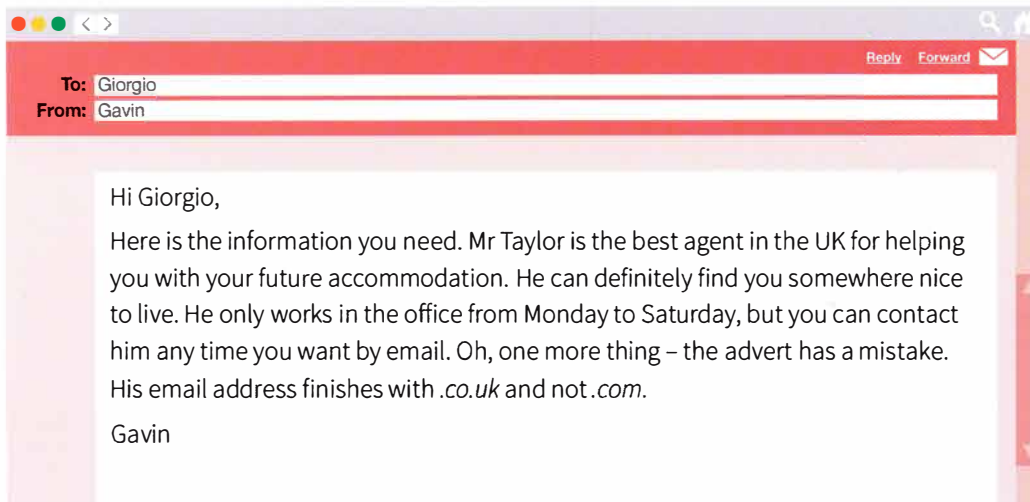 Reply Forward
To: Giorgio
From: Gavin
Hi Giorgio,
Here is the information you need. Mr Taylor is the best agent in the UK for helping
you with your future accommodation. He can definitely find you somewhere nice
to live. He only works in the office from Monday to Saturday, but you can contact
him any time you want by email. Oh, one more thing – the advert has a mistake.
His email address finishes with .co.uk and not .com.
Gavin